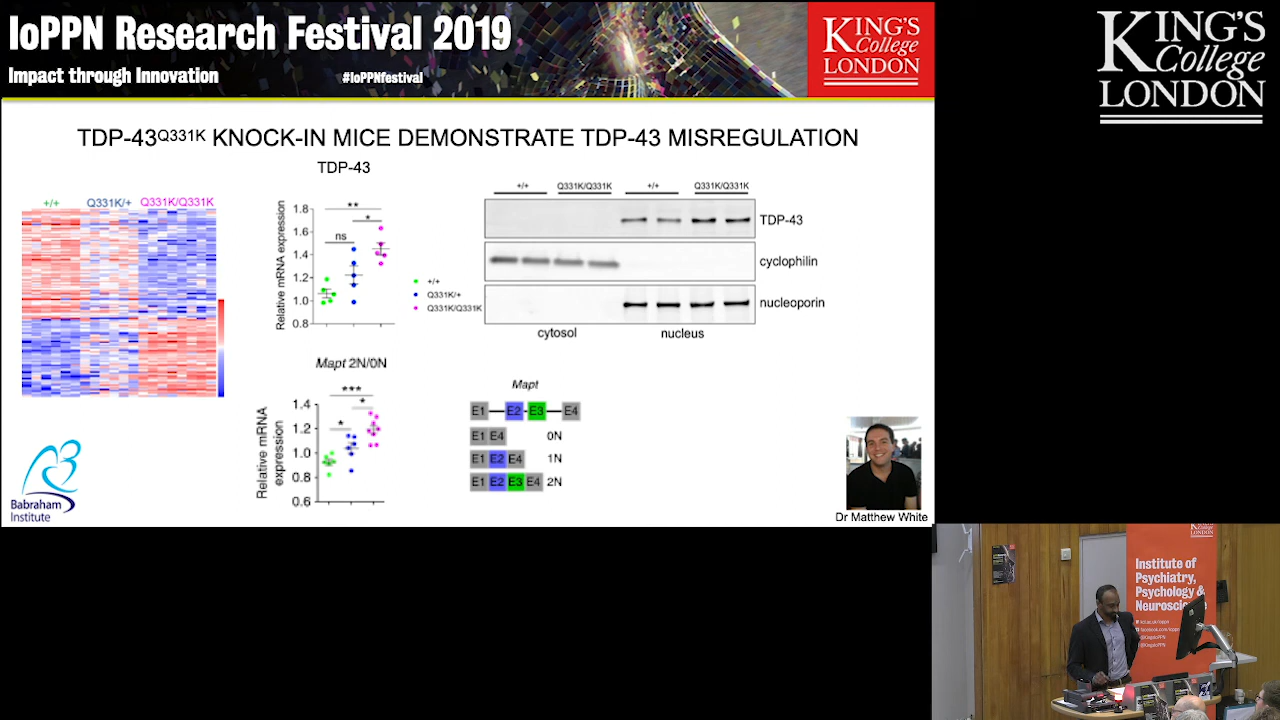 IoPPN Research Festival 2019
Impact through Innovation
#IoPPNfestival
KING'S
College
LONDON
KING'S
College
LONDON
TDP-43Q331K KNOCK-IN MICE DEMONSTRATE TDP-43 MISREGULATION
TDP-43
+/+ Q331K/+ Q331K/Q331K
Relative mRNA expression
1.8
1.6
1.4
1.2
1.0
0.8
**
*
ns
+/+
Q331K/+
Q331K/Q331K
+/+ Q331K/Q331K +/+ Q331K/Q331K
TDP-43
cyclophilin
nucleoporin
cytosol nucleus
Mapt 2N/0N
Relative mRNA
expression
1.4
1.2
1.0
0.8
0.6
***
*
*
Mapt
E1 E2 E3 E4
E1 E4 0N
E1 E2 E4 1N
E1 E2 E3 E4 2N
Babraham
Institute
Dr Matthew White
LONDON
Institute of
Psychiatry,
Psychology &
Neuroscience